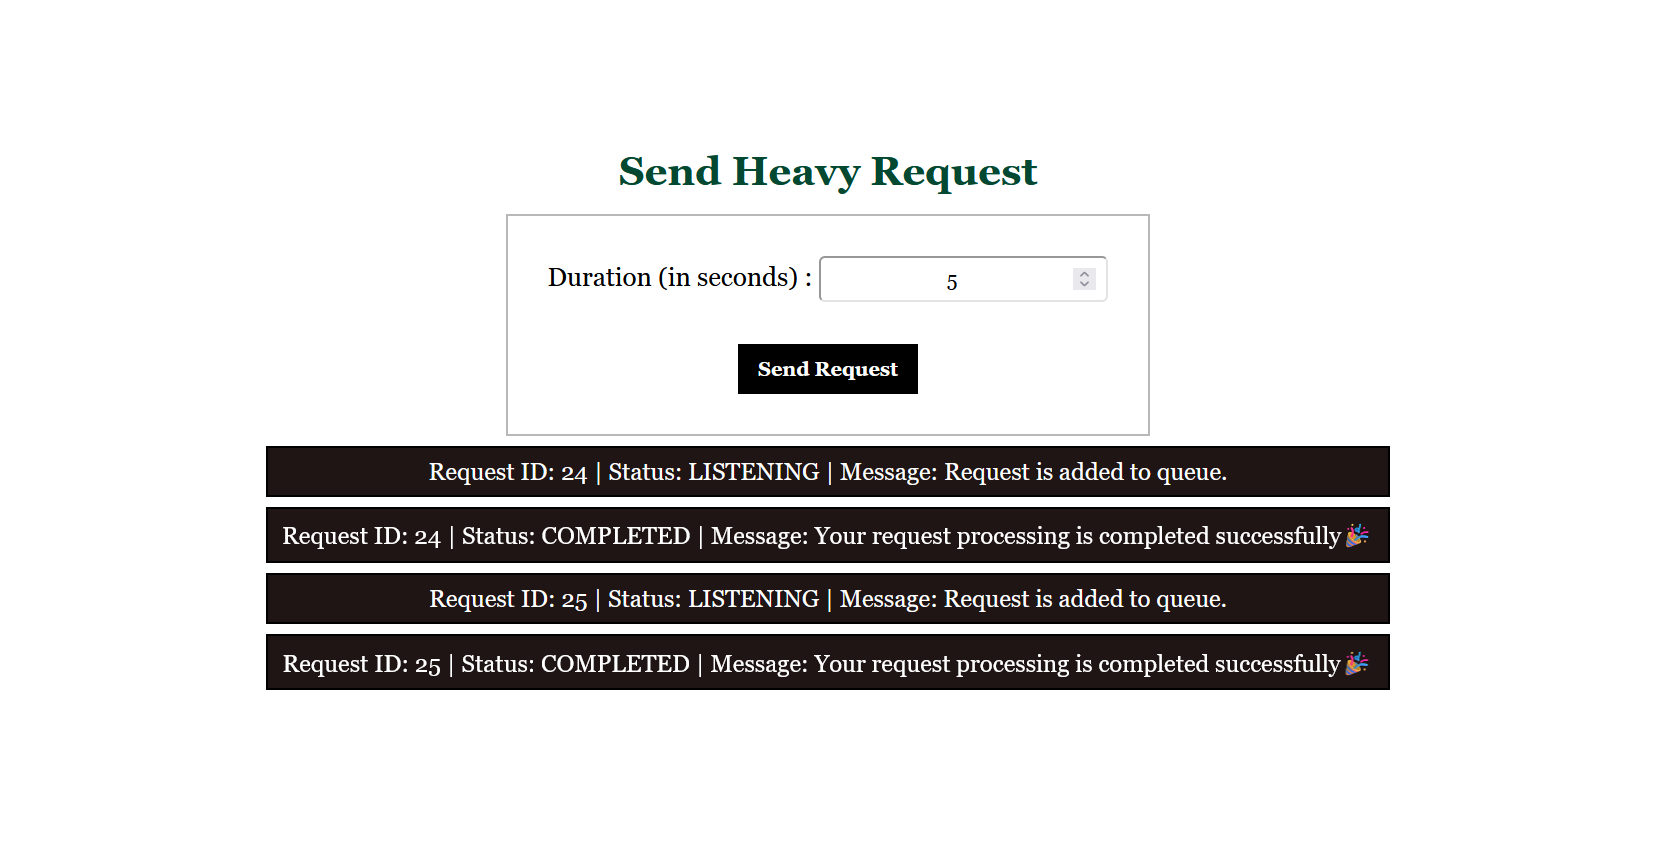 Send Heavy Request
Duration (in seconds) : 5
Send Request
Request ID: 24 | Status: LISTENING | Message: Request is added to queue.
Request ID: 24 | Status: COMPLETED | Message: Your request processing is completed successfully🎉
Request ID: 25 | Status: LISTENING | Message: Request is added to queue.
Request ID: 25 | Status: COMPLETED | Message: Your request processing is completed successfully🎉